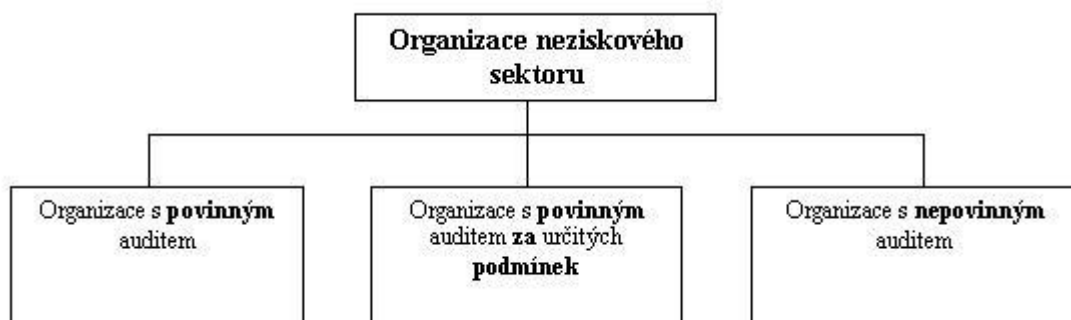 Organizace neziskového
sektoru
Organizace s povinným
auditem
Organizace s povinným
auditem za určitých
podmínek
Organizace s nepovinným
auditem